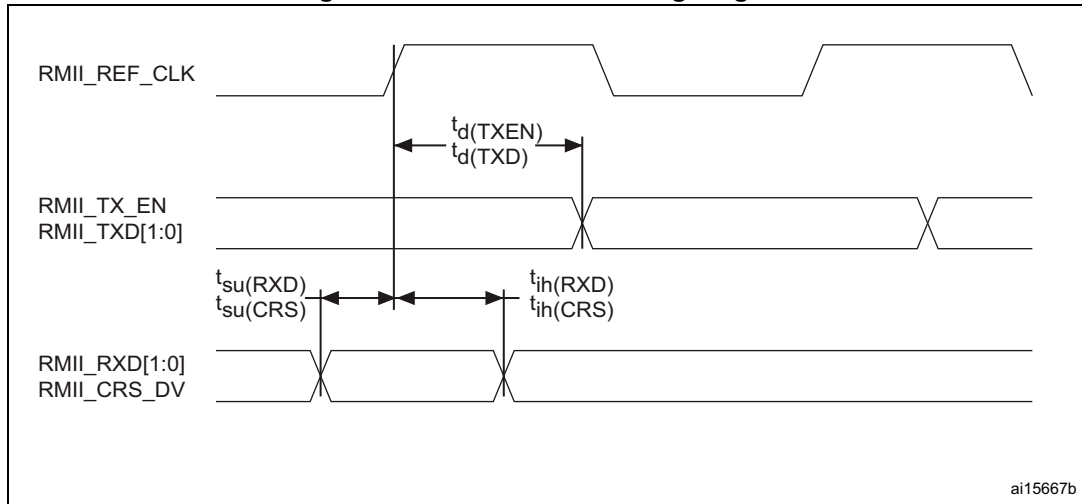 RMII_REF_CLK
td(TXEN)
td(TXD)
RMII_TX_EN
RMII_TXD[1:0]
tsu(RXD)
tsu(CRS)
tih(RXD)
tih(CRS)
RMII_RXD[1:0]
RMII_CRS_DV
ai15667b